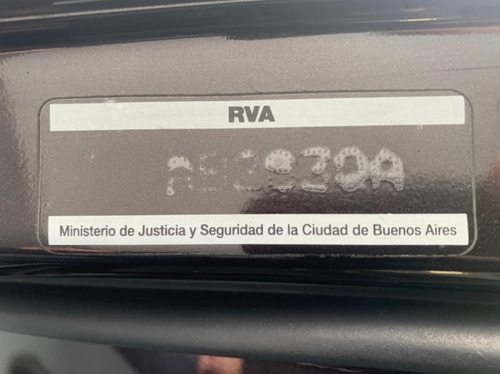 RVA
Ministerio de Justicia y Seguridad de la Ciudad de Buenos Aires